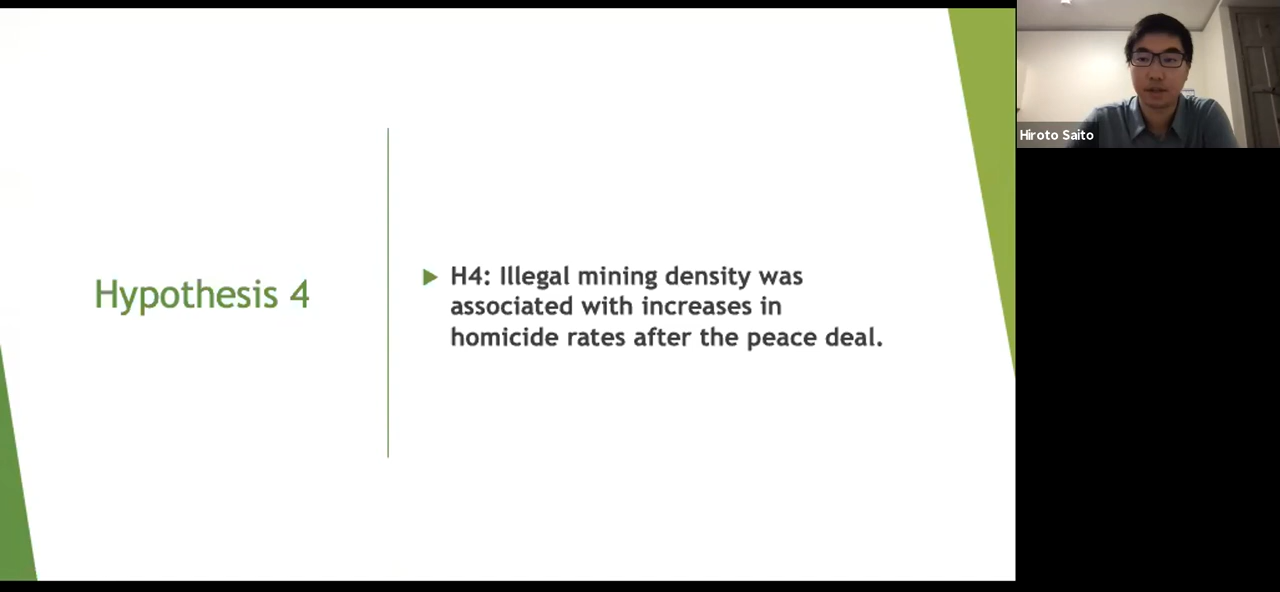 Hypothesis 4
H4: Illegal mining density was
associated with increases in
homicide rates after the peace deal.
Hiroto Saito